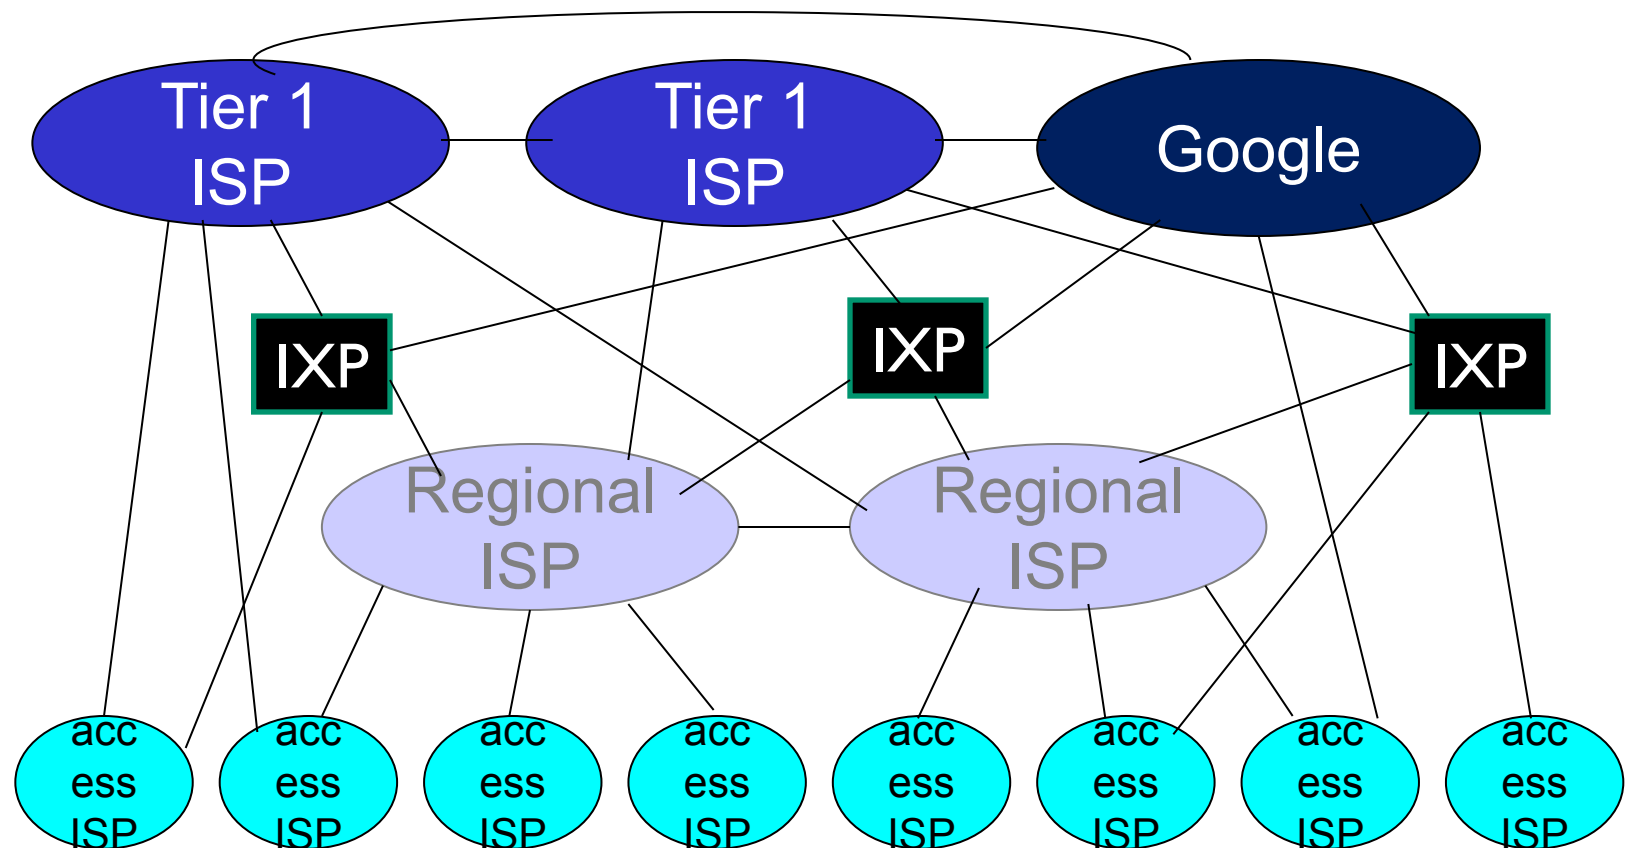 Tier 1
ISP
Tier 1
ISP
Google
IXP
IXP
IXP
Regional
ISP
Regional
ISP
acc
ess
ISP
acc
ess
ISP
acc
ess
ISP
acc
ess
ISP
acc
ess
ISP
acc
ess
ISP
acc
ess
ISP
acc
ess
ISP